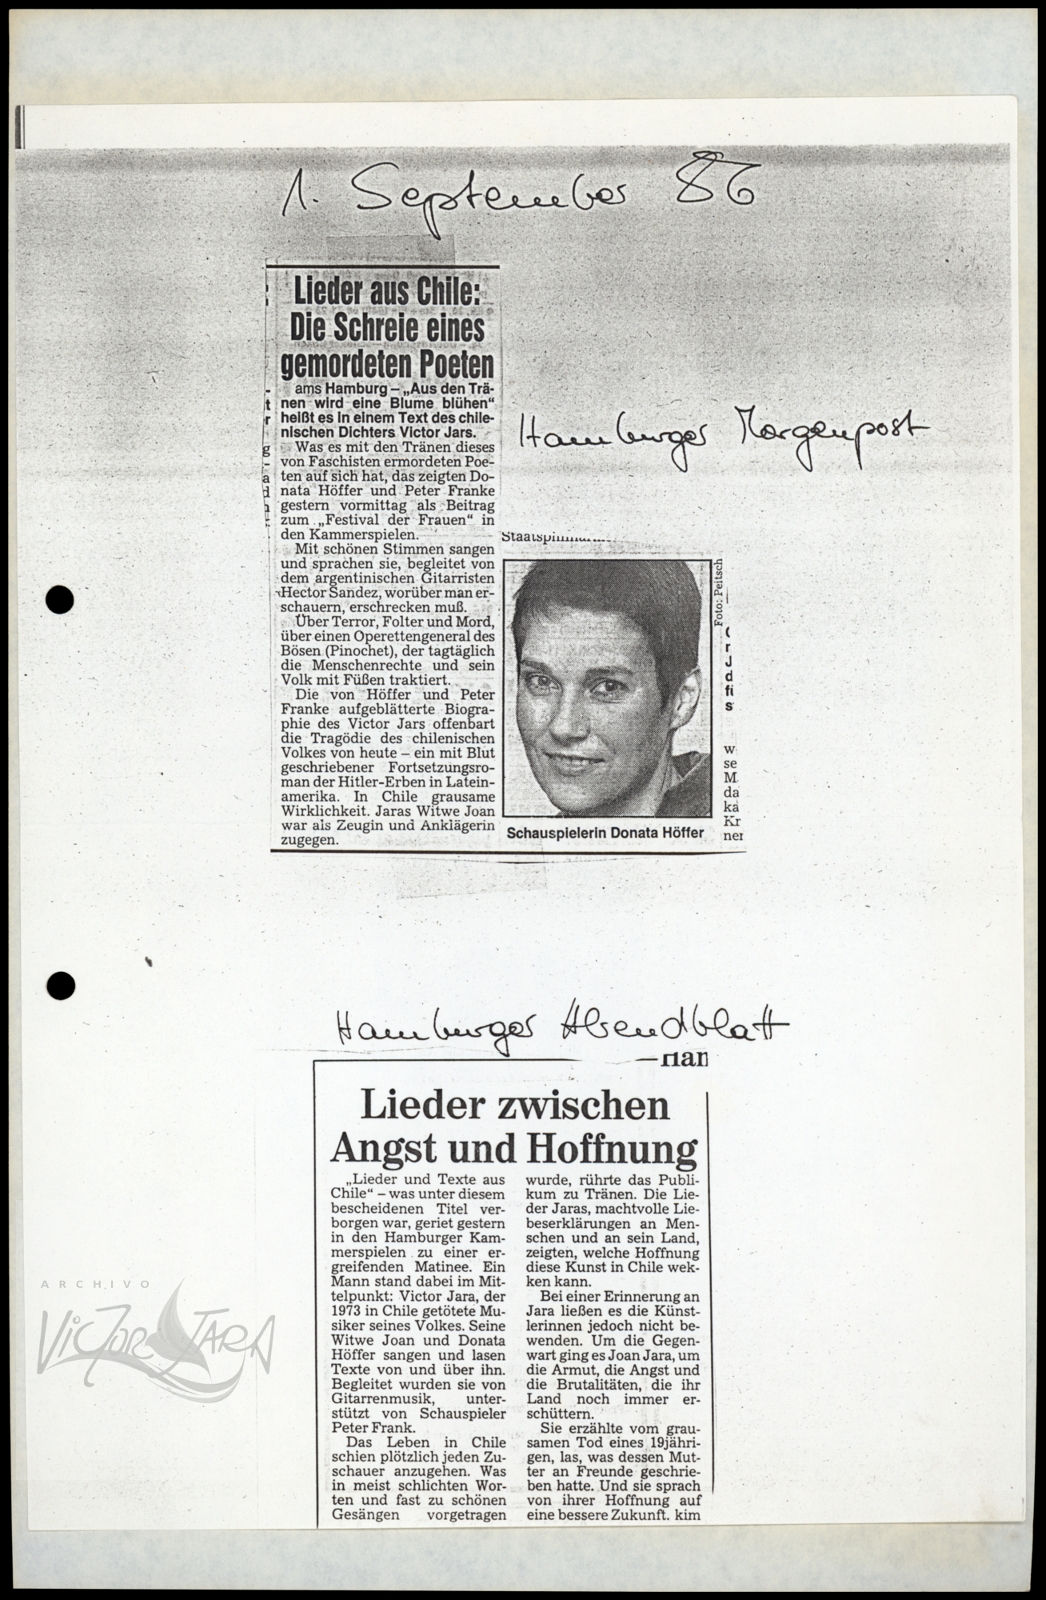 1. September 86
Lieder aus Chile:
Die Schreie eines
gemordeten Poeten
ams Hamburg – „Aus den Trä-
nen wird eine Blume blühen“
heißt es in einem Text des chile-
nischen Dichters Victor Jars.
Was es mit den Tränen dieses
von Faschisten ermordeten Poe-
ten auf sich hat, das zeigten Do-
nata Höffer und Peter Franke
gestern vormittag als Beitrag
zum „Festival der Frauen“ in
den Kammerspielen.
Mit schönen Stimmen sangen
und sprachen sie, begleitet von
dem argentinischen Gitarristen
Hector Sandez, worüber man er-
schauern, erschrecken muß.
Über Terror, Folter und Mord,
über einen Operettengeneral des
Bösen (Pinochet), der tagtäglich
die Menschenrechte und sein
Volk mit Füßen traktiert.
Die von Höffer und Peter
Franke aufgeblätterte Biogra-
phie des Victor Jars offenbart
die Tragödie des chilenischen
Volkes von heute – ein mit Blut
geschriebener Fortsetzungsro-
man der Hitler-Erben in Latein-
amerika. In Chile grausame
Wirklichkeit. Jaras Witwe Joan
war als Zeugin und Anklägerin
zugegen.
Hamburger Morgenpost
Foto: Peitsch
Schauspielerin Donata Höffer
w
se
M
da
ka
Kr
ner
Hamburger Abendblatt
Lieder zwischen
Angst und Hoffnung
„Lieder und Texte aus
Chile“ – was unter diesem
bescheidenen Titel ver-
borgen war, geriet gestern
in den Hamburger Kam-
merspielen zu einer er-
greifenden Matinee. Ein
Mann stand dabei im Mit-
telpunkt: Victor Jara, der
1973 in Chile getötete Mu-
siker seines Volkes. Seine
Witwe Joan und Donata
Höffer sangen und lasen
Texte von und über ihn.
Begleitet wurden sie von
Gitarrenmusik, unter-
stützt von Schauspieler
Peter Frank.
Das Leben in Chile
schien plötzlich jeden Zu-
schauer anzugehen. Was
in meist schlichten Wor-
ten und fast zu schönen
Gesängen vorgetragen
wurde, rührte das Publi-
kum zu Tränen. Die Lie-
der Jaras, machtvolle Lie-
beserklärungen an Men-
schen und an sein Land,
zeigten, welche Hoffnung
diese Kunst in Chile wek-
ken kann.
Bei einer Erinnerung an
Jara ließen es die Künst-
lerinnen jedoch nicht be-
wenden. Um die Gegen-
wart ging es Joan Jara, um
die Armut, die Angst und
die Brutalitäten, die ihr
Land noch immer er-
schüttern.
Sie erzählte vom grau-
samen Tod eines 19jähri-
gen, las, was dessen Mut-
ter an Freunde geschrie-
ben hatte. Und sie sprach
von ihrer Hoffnung auf
eine bessere Zukunft. kim
ARCHIVO
VICTOR JARA